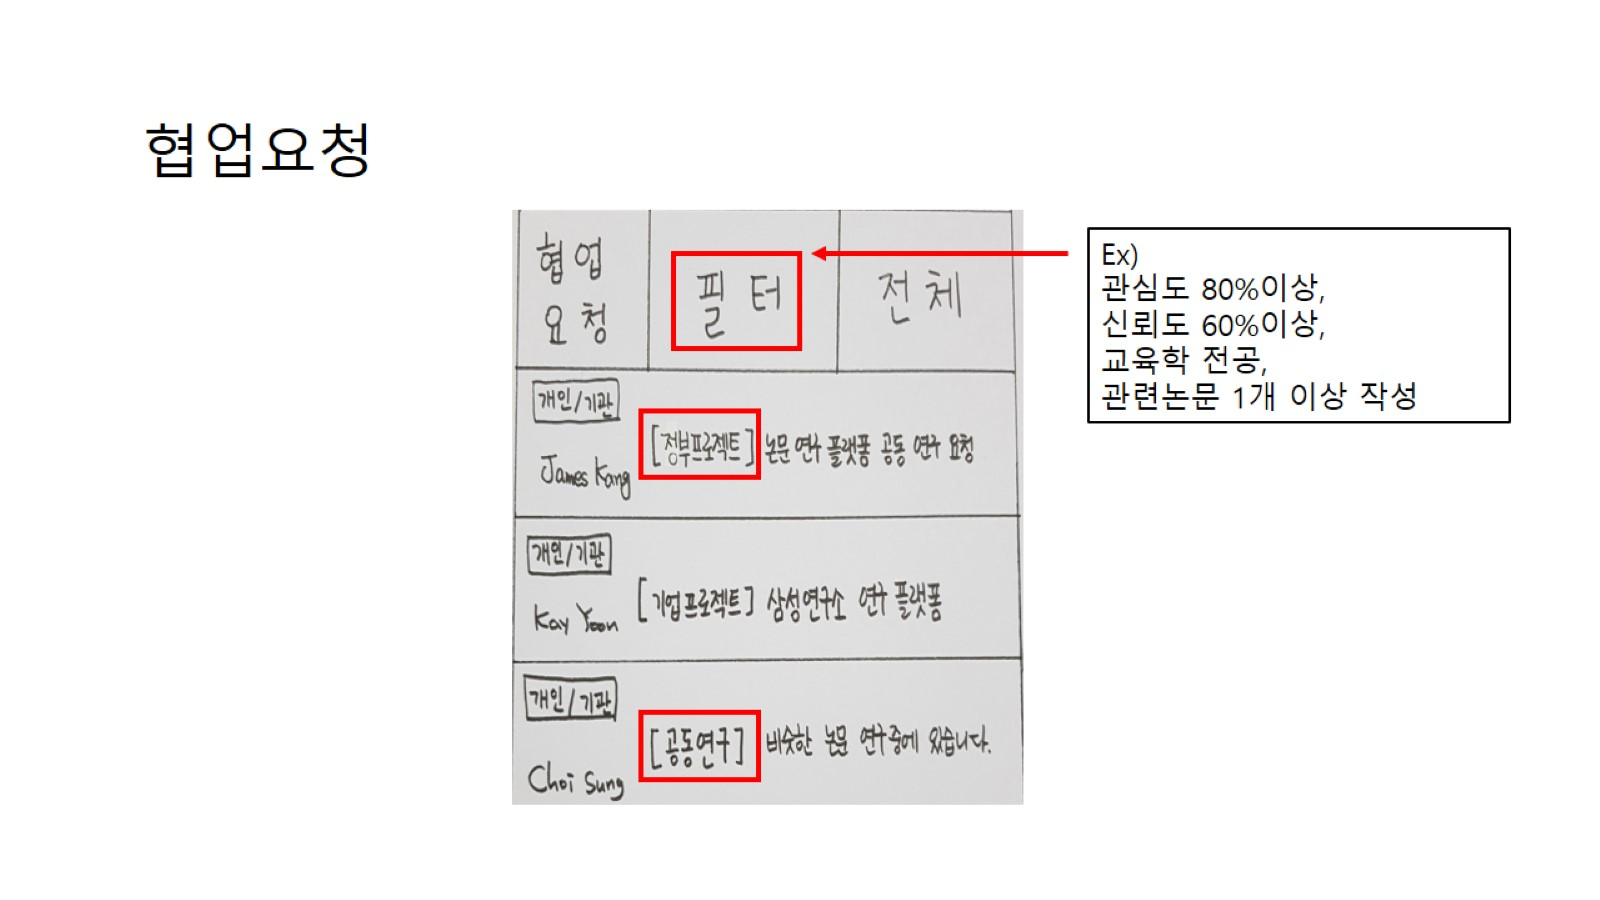 협업요청
협업
요청
필터
전체
Ex)
관심도 80%이상,
신뢰도 60%이상,
교육학 전공,
관련논문 1개 이상 작성
개인/기관
James Kang
[정부프로젝트] 논문 연구 플랫폼 공동 연구 요청
개인/기관
Kay Yoon
[기업프로젝트] 삼성연구소 연구 플랫폼
개인/기관
Choi Sung
[공동연구] 비슷한 논문 연구중에 있습니다.